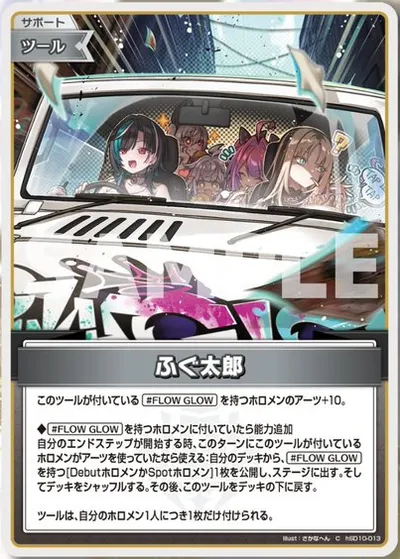 サポート
ツール
SAMPLE
ふぐ太郎
このツールが付いている #FLOW GLOW を持つホロメンのアーツ+10。
◆ #FLOW GLOW を持つホロメンに付いていたら能力追加
自分のエンドステップが開始する時、このターンにこのツールが付いている
ホロメンがアーツを使っていたなら使える：自分のデッキから、 #FLOW GLOW
を持つ[DebutホロメンかSpotホロメン]1枚を公開し、ステージに出す。そし
てデッキをシャッフルする。その後、このツールをデッキの下に戻す。
ツールは、自分のホロメン1人につき1枚だけ付けられる。
illust：さかなへん C hSD10-013